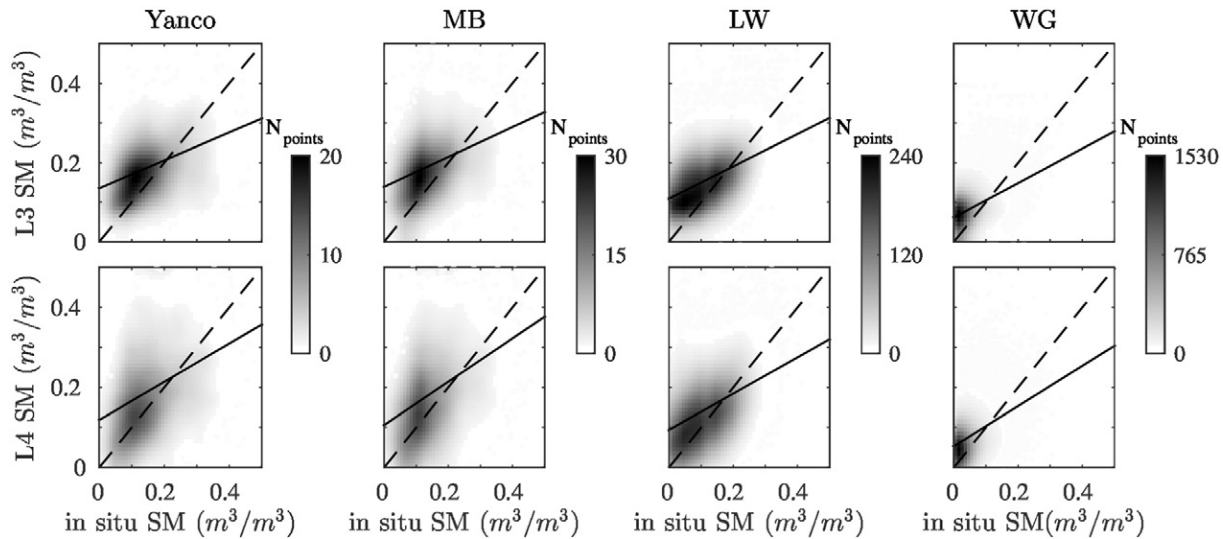 Yanco MB LW WG
L3 SM (m³/m³)
0.4
0.2
0
N_points
20
10
0
N_points
30
15
0
N_points
240
120
0
N_points
1530
765
0
L4 SM (m³/m³)
0.4
0.2
0
0 0.2 0.4
0 0.2 0.4
0 0.2 0.4
0 0.2 0.4
in situ SM (m³/m³)
in situ SM (m³/m³)
in situ SM (m³/m³)
in situ SM(m³/m³)